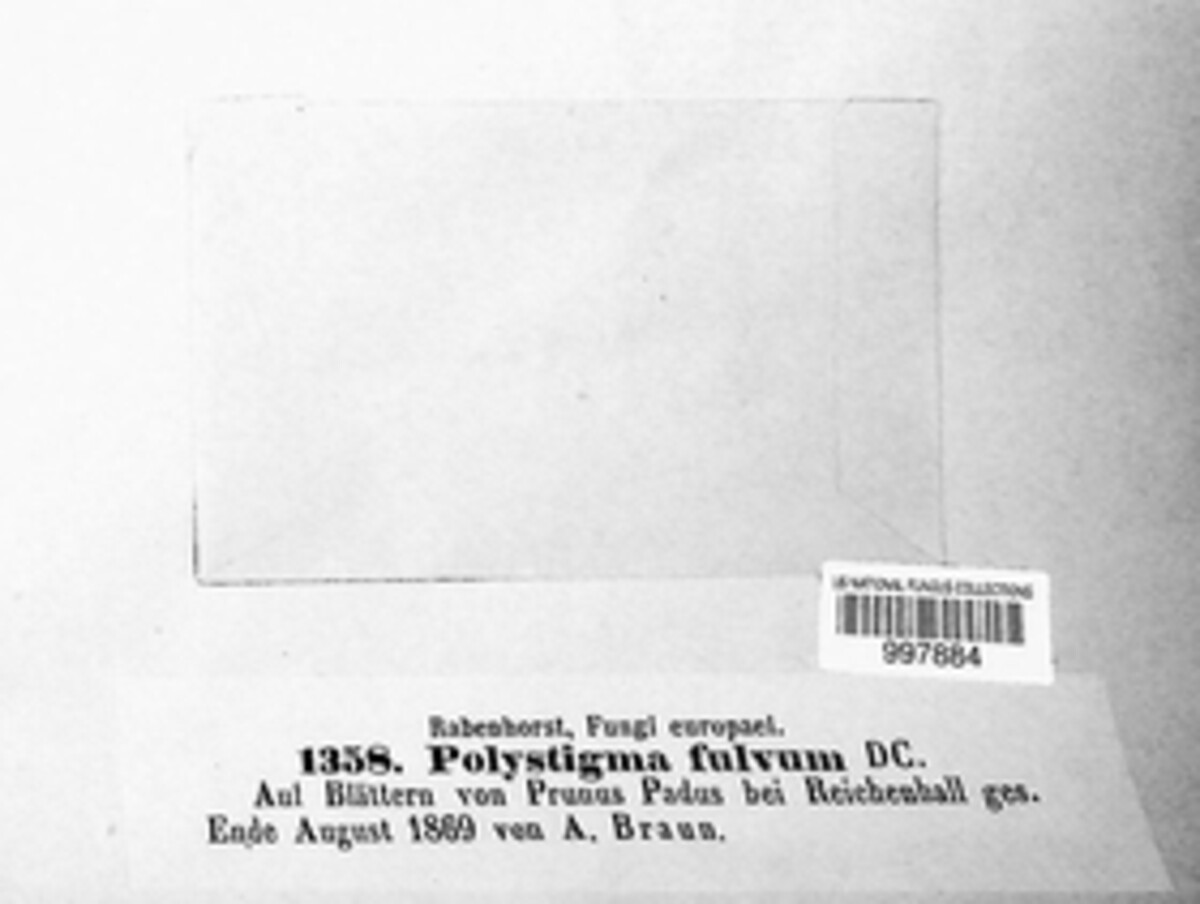 US NATIONAL FUNGUS COLLECTIONS
997884
Rabenhorst, Fungi europaei.
1358. Polystigma fulvum DC.
Auf Blättern von Prunus Padus bei Reichenhall ges.
Ende August 1869 von A. Braun.